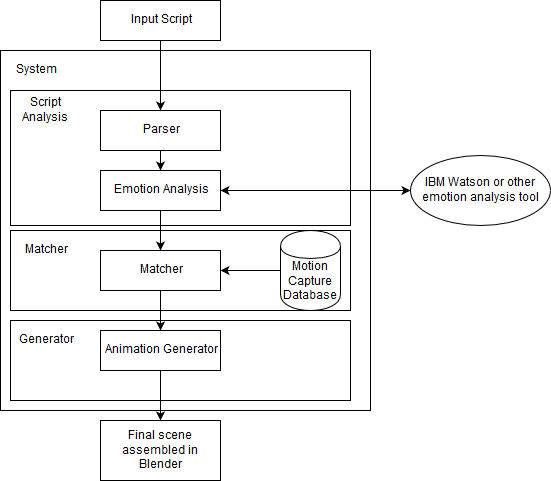 Input Script
System
Script
Analysis
Parser
Emotion Analysis
IBM Watson or other
emotion analysis tool
Matcher
Matcher
Motion
Capture
Database
Generator
Animation Generator
Final scene
assembled in
Blender